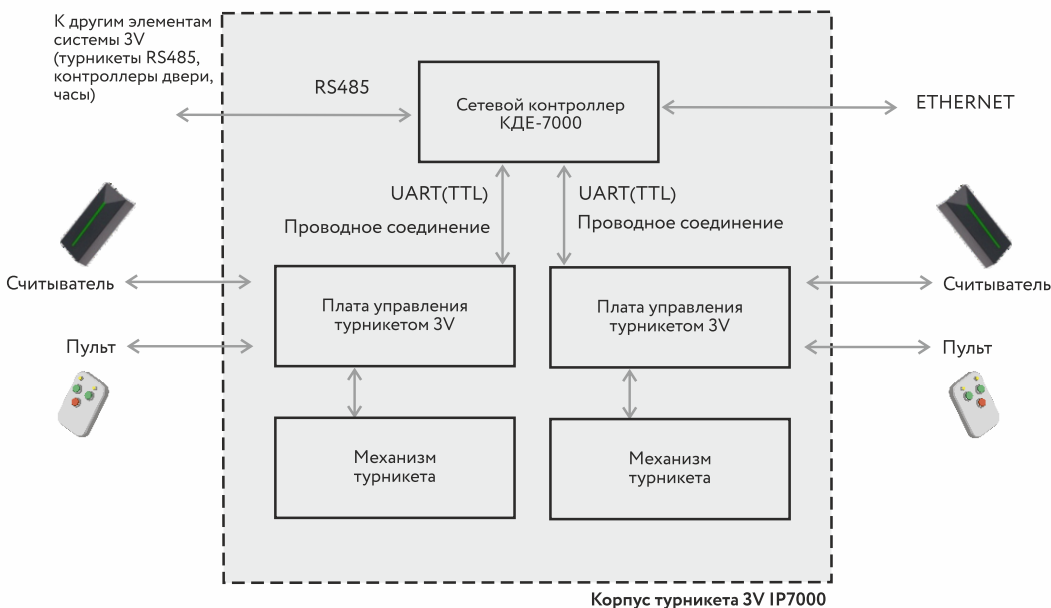 К другим элементам
системы 3V
(турникеты RS485,
контроллеры двери,
часы)
RS485
Сетевой контроллер
КДЕ-7000
ETHERNET
UART(TTL)
Проводное соединение
UART(TTL)
Проводное соединение
Считыватель
Плата управления
турникетом 3V
Плата управления
турникетом 3V
Считыватель
Пульт
Пульт
Механизм
турникета
Механизм
турникета
Корпус турникета 3V IP7000